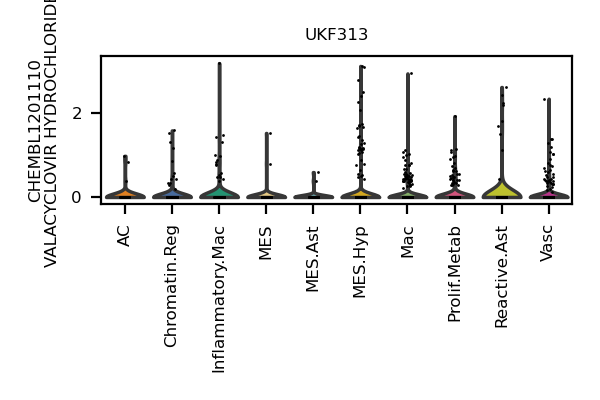 UKF313
CHEMBL1201110
VALACYCLOVIR HYDROCHLORIDE
2
0
AC
Chromatin.Reg
Inflammatory.Mac
MES
MES.Ast
MES.Hyp
Mac
Prolif.Metab
Reactive.Ast
Vasc